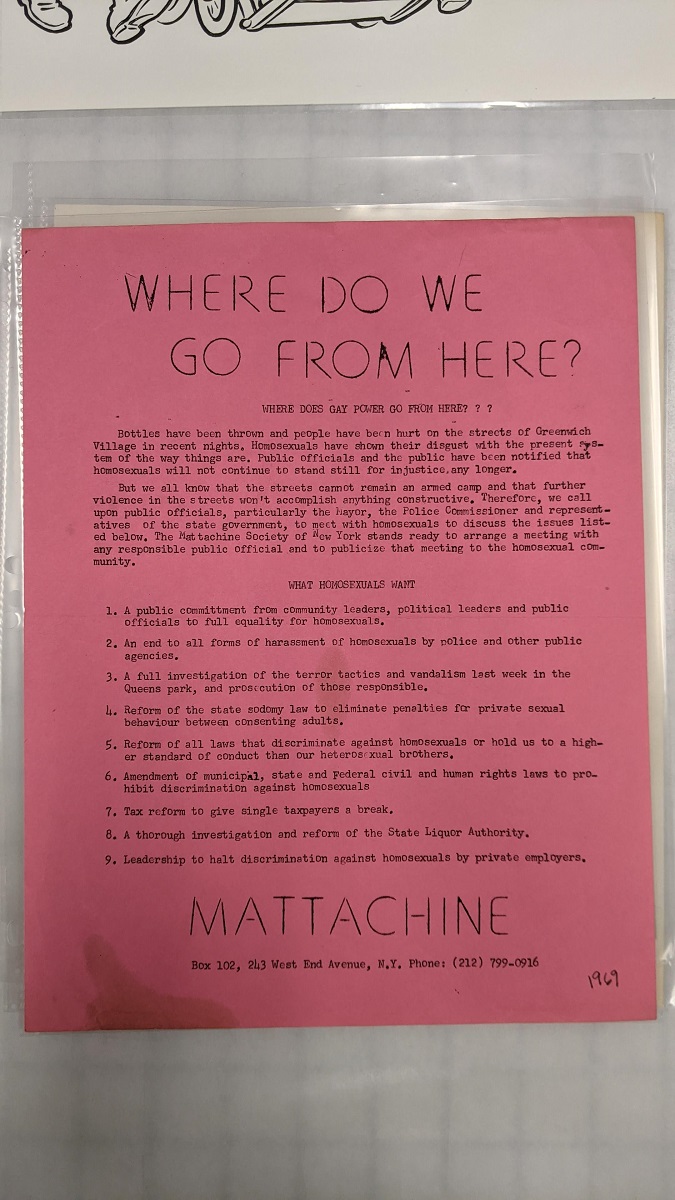 WHERE DO WE
GO FROM HERE?
WHERE DOES GAY POWER GO FROM HERE? ? ?
Bottles have been thrown and people have been hurt on the streets of Greenwich
Village in recent nights. Homosexuals have shown their disgust with the present sys-
tem of the way things are. Public officials and the public have been notified that
homosexuals will not continue to stand still for injustice any longer.
But we all know that the streets cannot remain an armed camp and that further
violence in the streets won't accomplish anything constructive. Therefore, we call
upon public officials, particularly the Mayor, the Police Commissioner and represent-
atives of the state government, to meet with homosexuals to discuss the issues list-
ed below. The Mattachine Society of New York stands ready to arrange a meeting with
any responsible public official and to publicize that meeting to the homosexual com-
munity.
WHAT HOMOSEXUALS WANT
1. A public committment from community leaders, political leaders and public
officials to full equality for homosexuals.
2. An end to all forms of harassment of homosexuals by police and other public
agencies.
3. A full investigation of the terror tactics and vandalism last week in the
Queens park, and prosecution of those responsible.
4. Reform of the state sodomy law to eliminate penalties for private sexual
behaviour between consenting adults.
5. Reform of all laws that discriminate against homosexuals or hold us to a high-
er standard of conduct than our heterosexual brothers.
6. Amendment of municipal, state and Federal civil and human rights laws to pro-
hibit discrimination against homosexuals
7. Tax reform to give single taxpayers a break.
8. A thorough investigation and reform of the State Liquor Authority.
9. Leadership to halt discrimination against homosexuals by private employers.
MATTACHINE
Box 102, 243 West End Avenue, N.Y. Phone: (212) 799-0916
1969